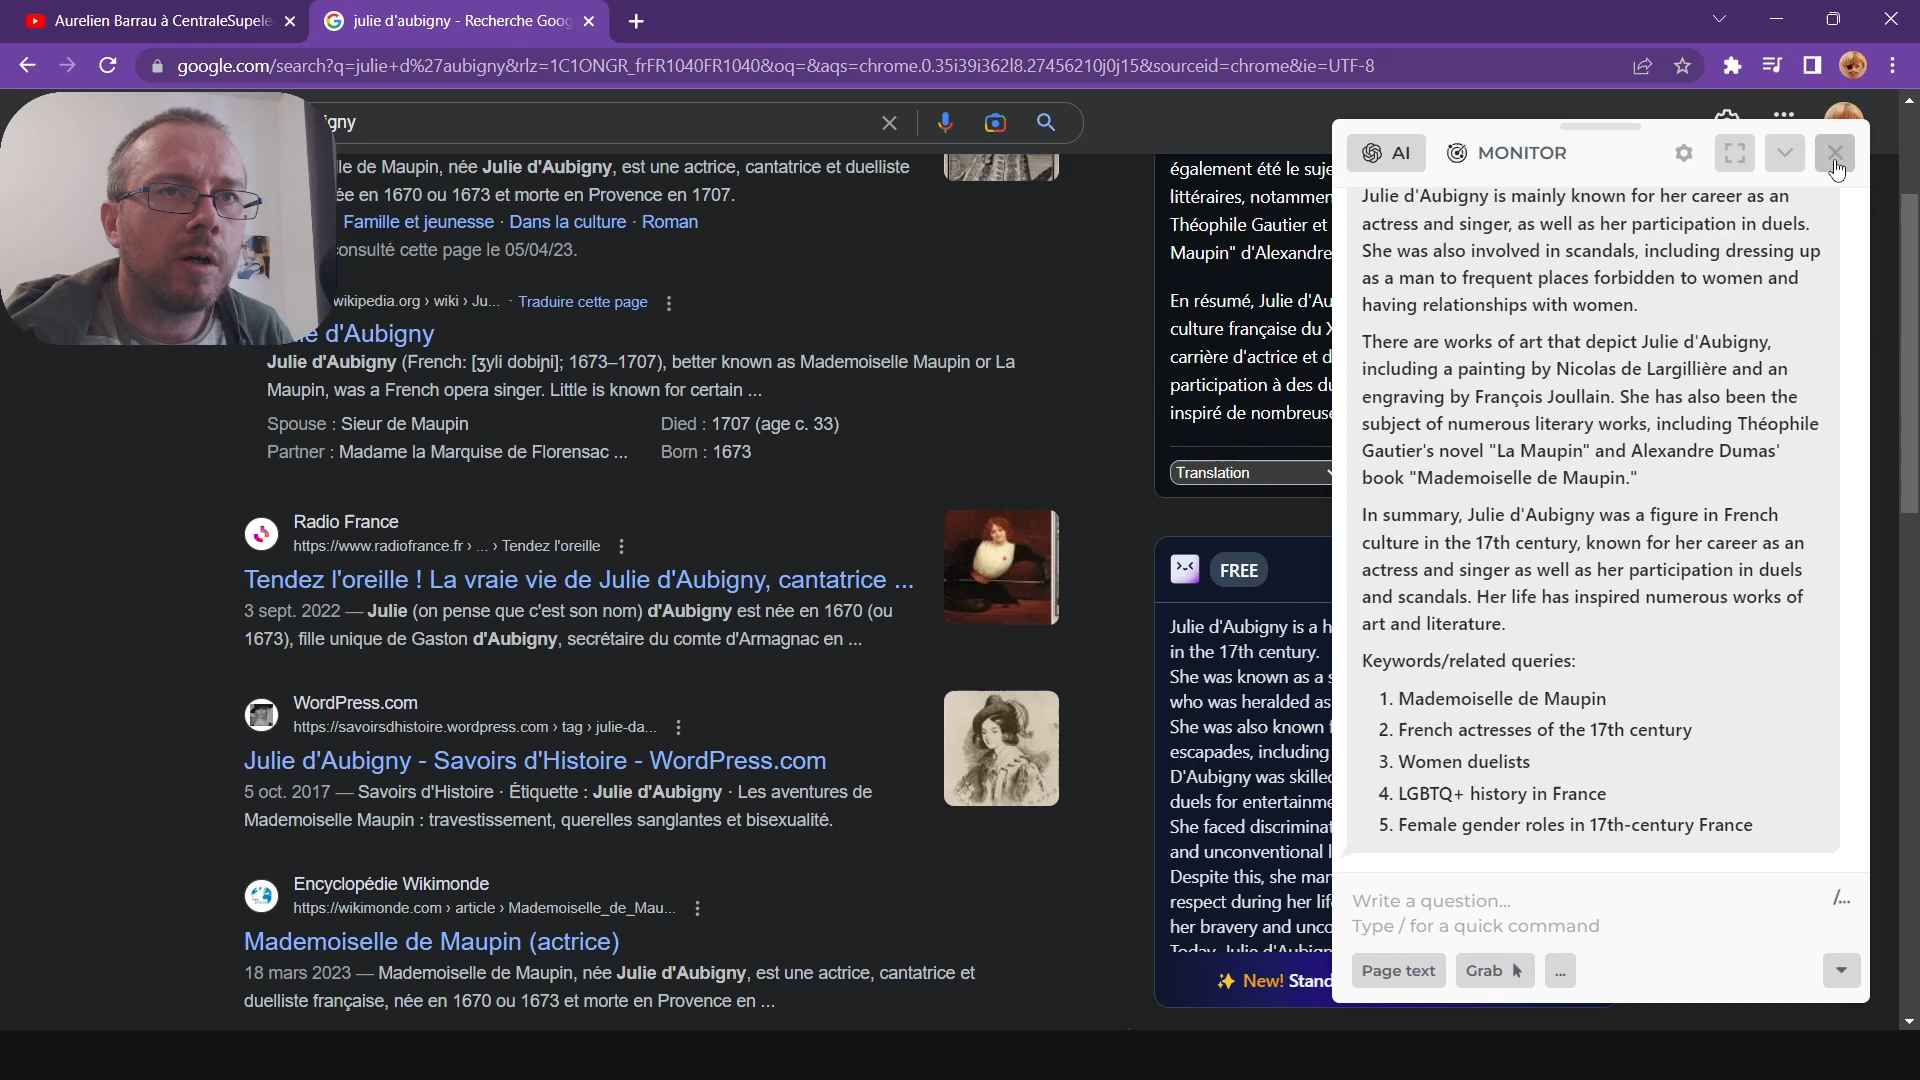 Aurelien Barrau à CentraleSupele
julie d'aubigny - Recherche Goog
google.com/search?q=julie+d%27aubigny&rlz=1C1ONGR_frFR1040FR1040&oq=&aqs=chrome.0.35i39i362l8.27456210j0j15&sourceid=chrome&ie=UTF-8
igny
le de Maupin, née Julie d'Aubigny, est une actrice, cantatrice et duelliste
ée en 1670 ou 1673 et morte en Provence en 1707.
Famille et jeunesse · Dans la culture · Roman
onsulté cette page le 05/04/23.
wikipedia.org › wiki › Ju... · Traduire cette page
e d'Aubigny
Julie d'Aubigny (French: [ʒyli dobiɲi]; 1673–1707), better known as Mademoiselle Maupin or La
Maupin, was a French opera singer. Little is known for certain ...
Spouse : Sieur de Maupin
Died : 1707 (age c. 33)
Partner : Madame la Marquise de Florensac ...
Born : 1673
Radio France
https://www.radiofrance.fr › ... › Tendez l'oreille
Tendez l'oreille ! La vraie vie de Julie d'Aubigny, cantatrice ...
3 sept. 2022 — Julie (on pense que c'est son nom) d'Aubigny est née en 1670 (ou
1673), fille unique de Gaston d'Aubigny, secrétaire du comte d'Armagnac en ...
WordPress.com
https://savoirsdhistoire.wordpress.com › tag › julie-da...
Julie d'Aubigny - Savoirs d'Histoire - WordPress.com
5 oct. 2017 — Savoirs d'Histoire · Étiquette : Julie d'Aubigny · Les aventures de
Mademoiselle Maupin : travestissement, querelles sanglantes et bisexualité.
Encyclopédie Wikimonde
https://wikimonde.com › article › Mademoiselle_de_Mau...
Mademoiselle de Maupin (actrice)
18 mars 2023 — Mademoiselle de Maupin, née Julie d'Aubigny, est une actrice, cantatrice et
duelliste française, née en 1670 ou 1673 et morte en Provence en ...
également été le suje
littéraires, notammen
Théophile Gautier et
Maupin" d'Alexandre
En résumé, Julie d'Au
culture française du X
carrière d'actrice et d
participation à des du
inspiré de nombreuse
Translation
FREE
Julie d'Aubigny is a h
in the 17th century.
She was known as a s
who was heralded as
She was also known f
escapades, including
D'Aubigny was skilled
duels for entertainme
She faced discriminat
and unconventional l
Despite this, she man
respect during her life
her bravery and unco
Today, Julie d'Aubign
New! Stand
AI
MONITOR
Julie d'Aubigny is mainly known for her career as an
actress and singer, as well as her participation in duels.
She was also involved in scandals, including dressing up
as a man to frequent places forbidden to women and
having relationships with women.
There are works of art that depict Julie d'Aubigny,
including a painting by Nicolas de Largillière and an
engraving by François Joullain. She has also been the
subject of numerous literary works, including Théophile
Gautier's novel "La Maupin" and Alexandre Dumas'
book "Mademoiselle de Maupin."
In summary, Julie d'Aubigny was a figure in French
culture in the 17th century, known for her career as an
actress and singer as well as her participation in duels
and scandals. Her life has inspired numerous works of
art and literature.
Keywords/related queries:
1. Mademoiselle de Maupin
2. French actresses of the 17th century
3. Women duelists
4. LGBTQ+ history in France
5. Female gender roles in 17th-century France
Write a question...
/...
Type / for a quick command
Page text
Grab
...